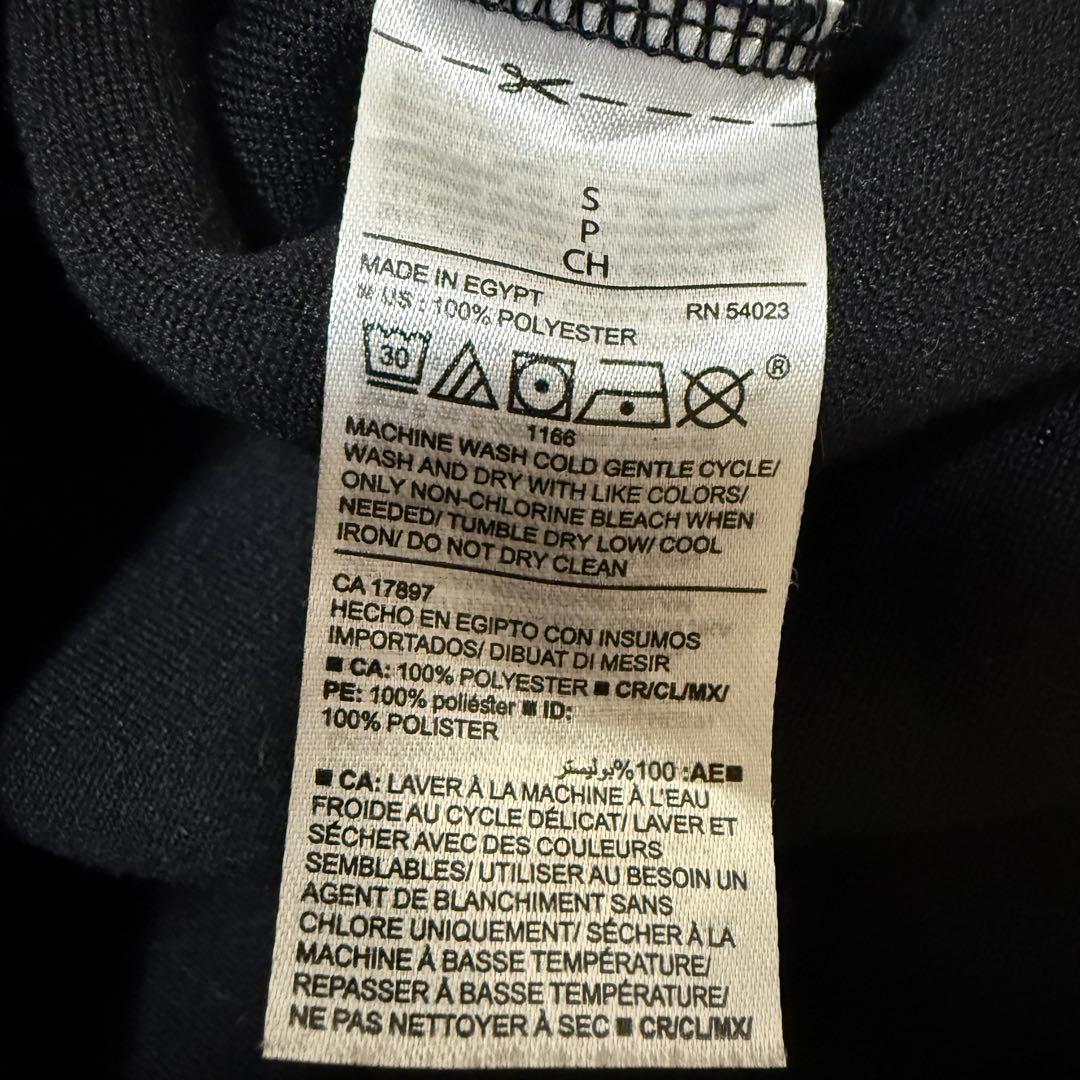 S
P
CH
MADE IN EGYPT
RN 54023
US : 100% POLYESTER
30
®
1166
MACHINE WASH COLD GENTLE CYCLE/
WASH AND DRY WITH LIKE COLORS/
ONLY NON-CHLORINE BLEACH WHEN
NEEDED/ TUMBLE DRY LOW/ COOL
IRON/ DO NOT DRY CLEAN
CA 17897
HECHO EN EGIPTO CON INSUMOS
IMPORTADOS/ DIBUAT DI MESIR
■ CA: 100% POLYESTER ■ CR/CL/MX/
PE: 100% poliéster ■ ID:
100% POLISTER
■AE: 100%بوليستر
■ CA: LAVER À LA MACHINE À L'EAU
FROIDE AU CYCLE DÉLICAT/ LAVER ET
SÉCHER AVEC DES COULEURS
SEMBLABLES/ UTILISER AU BESOIN UN
AGENT DE BLANCHIMENT SANS
CHLORE UNIQUEMENT/ SÉCHER À LA
MACHINE À BASSE TEMPÉRATURE/
REPASSER À BASSE TEMPÉRATURE/
NE PAS NETTOYER À SEC ■ CR/CL/MX/